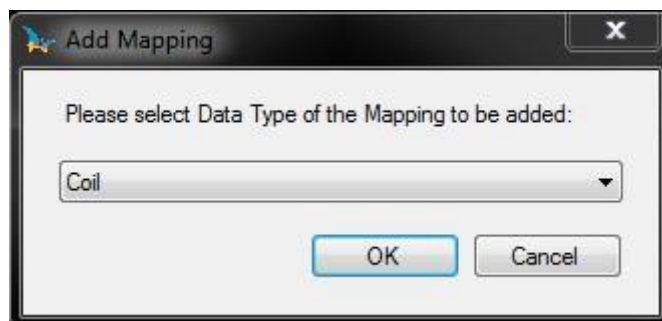 Add Mapping
Please select Data Type of the Mapping to be added:
Coil
OK Cancel